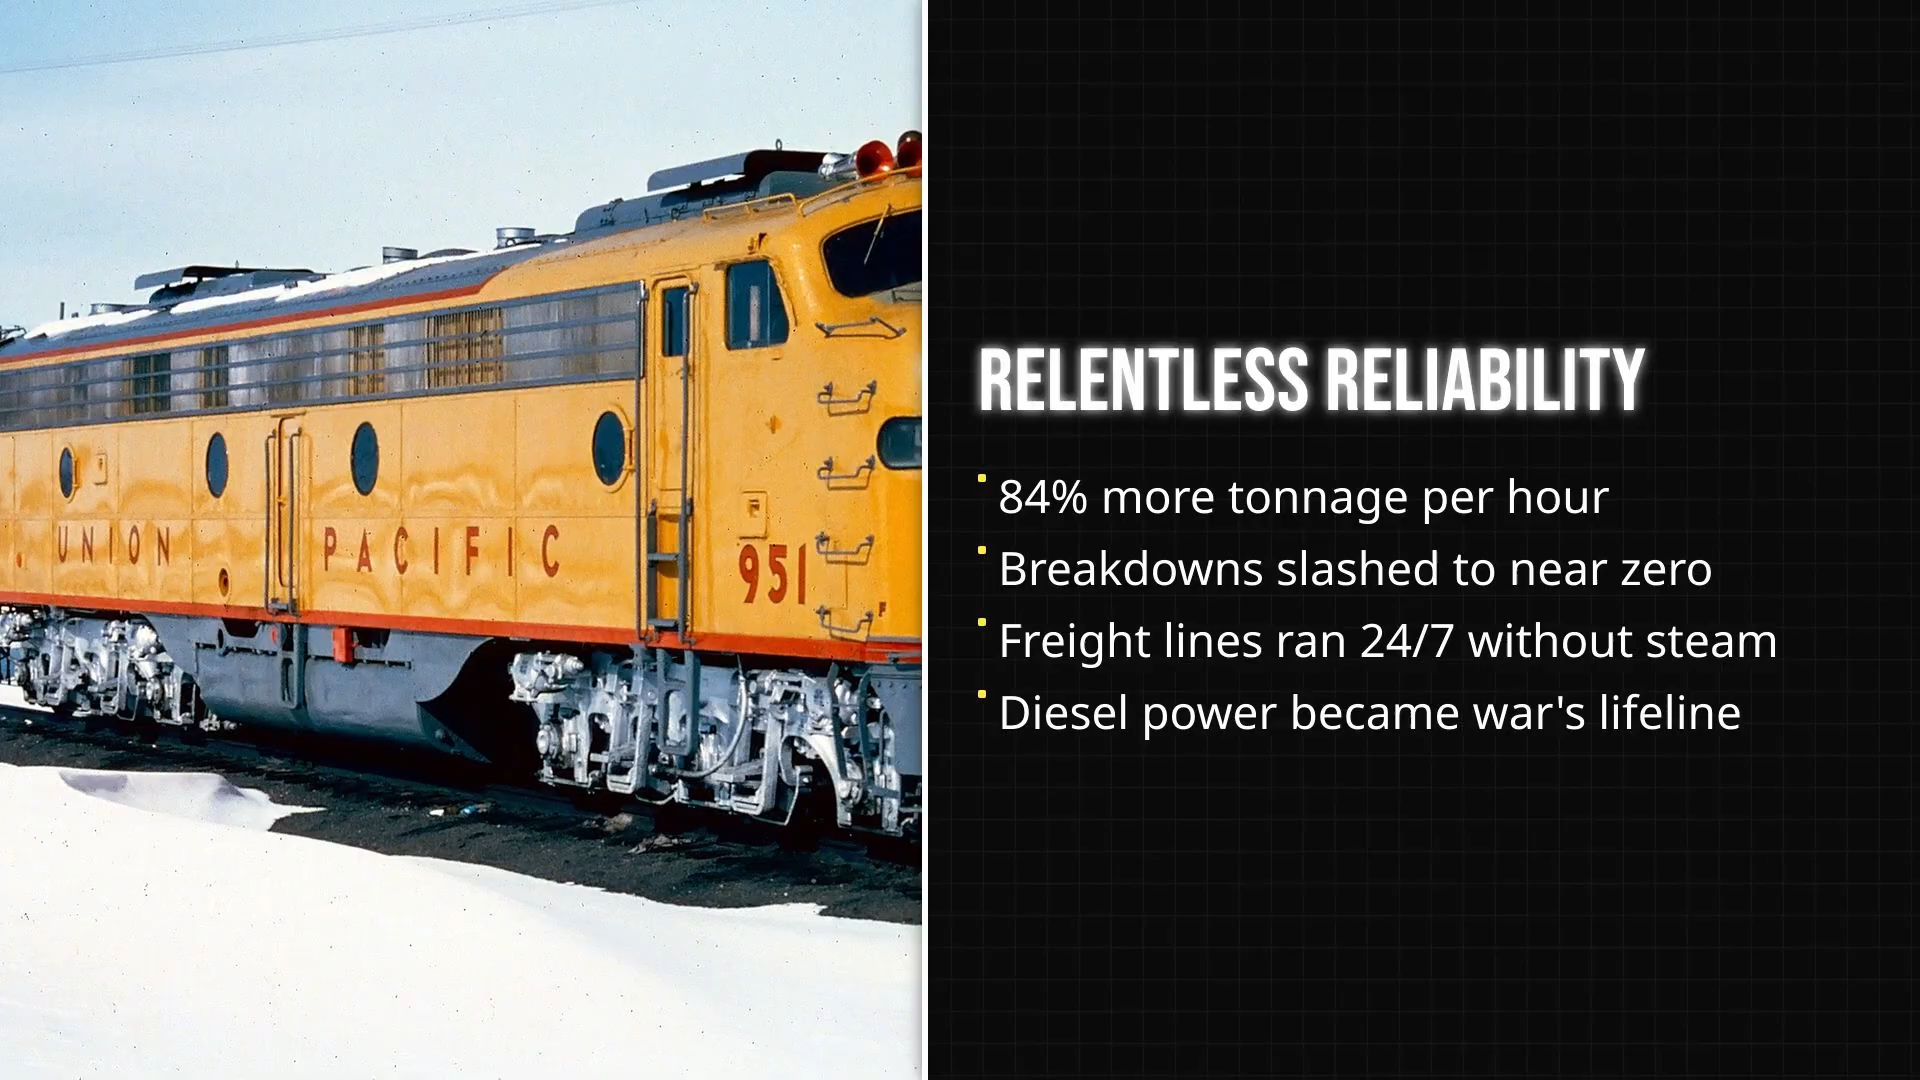 UNION PACIFIC
951
F
F
RELENTLESS RELIABILITY
84% more tonnage per hour
Breakdowns slashed to near zero
Freight lines ran 24/7 without steam
Diesel power became war's lifeline